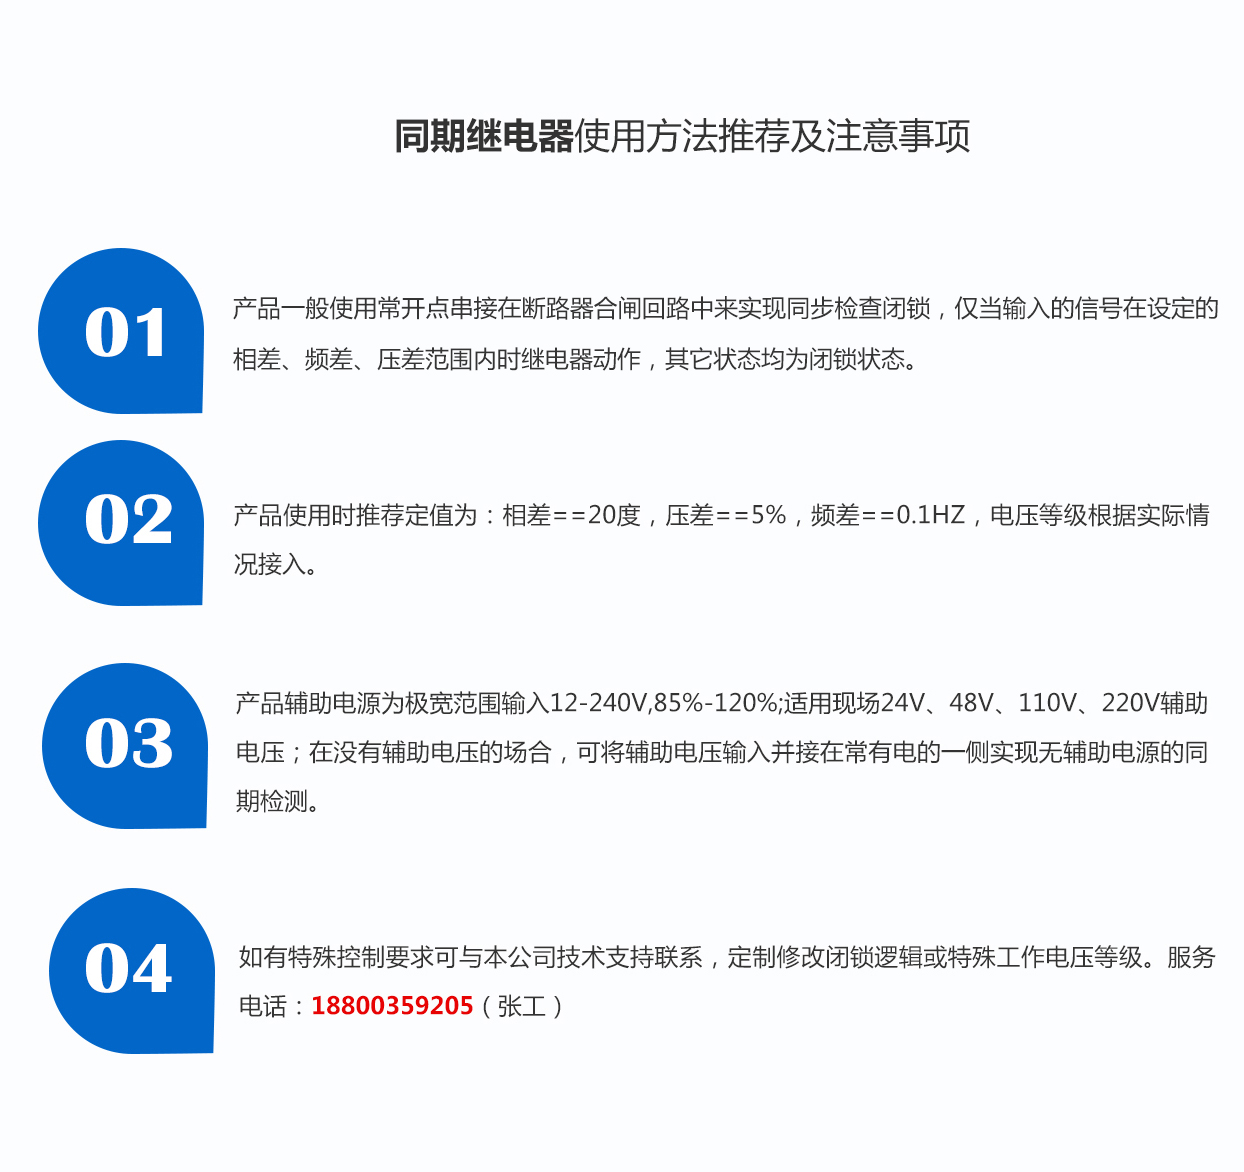 同期继电器使用方法推荐及注意事项
01
产品一般使用常开点串接在断路器合闸回路中来实现同步检查闭锁，仅当输入的信号在设定的
相差、频差、压差范围内时继电器动作，其它状态均为闭锁状态。
02
产品使用时推荐定值为：相差==20度，压差==5%，频差==0.1HZ，电压等级根据实际情
况接入。
03
产品辅助电源为极宽范围输入12-240V,85%-120%;适用现场24V、48V、110V、220V辅助
电压；在没有辅助电压的场合，可将辅助电压输入并接在常有电的一侧实现无辅助电源的同
期检测。
04
如有特殊控制要求可与本公司技术支持联系，定制修改闭锁逻辑或特殊工作电压等级。服务
电话：18800359205（张工）